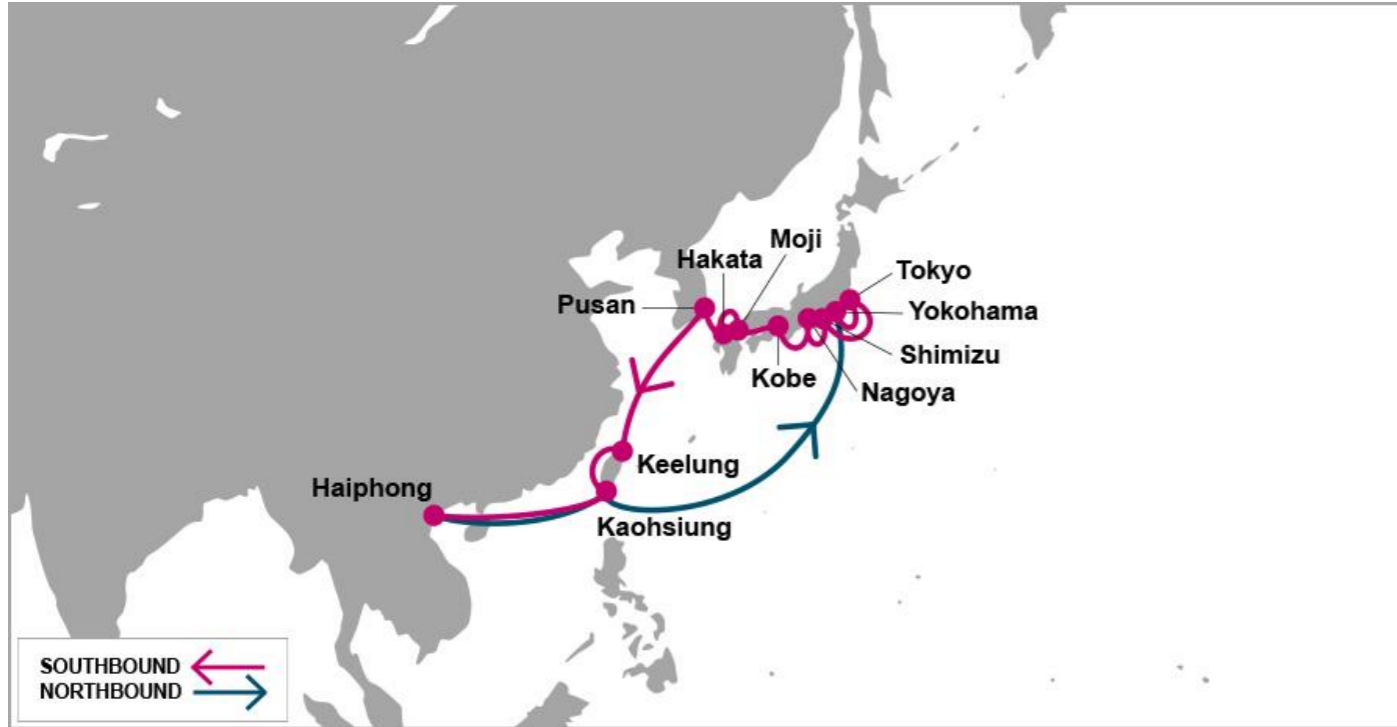 Moji
Hakata
Tokyo
Pusan
Yokohama
Shimizu
Kobe
Nagoya
Keelung
Haiphong
Kaohsiung
SOUTHBOUND
NORTHBOUND